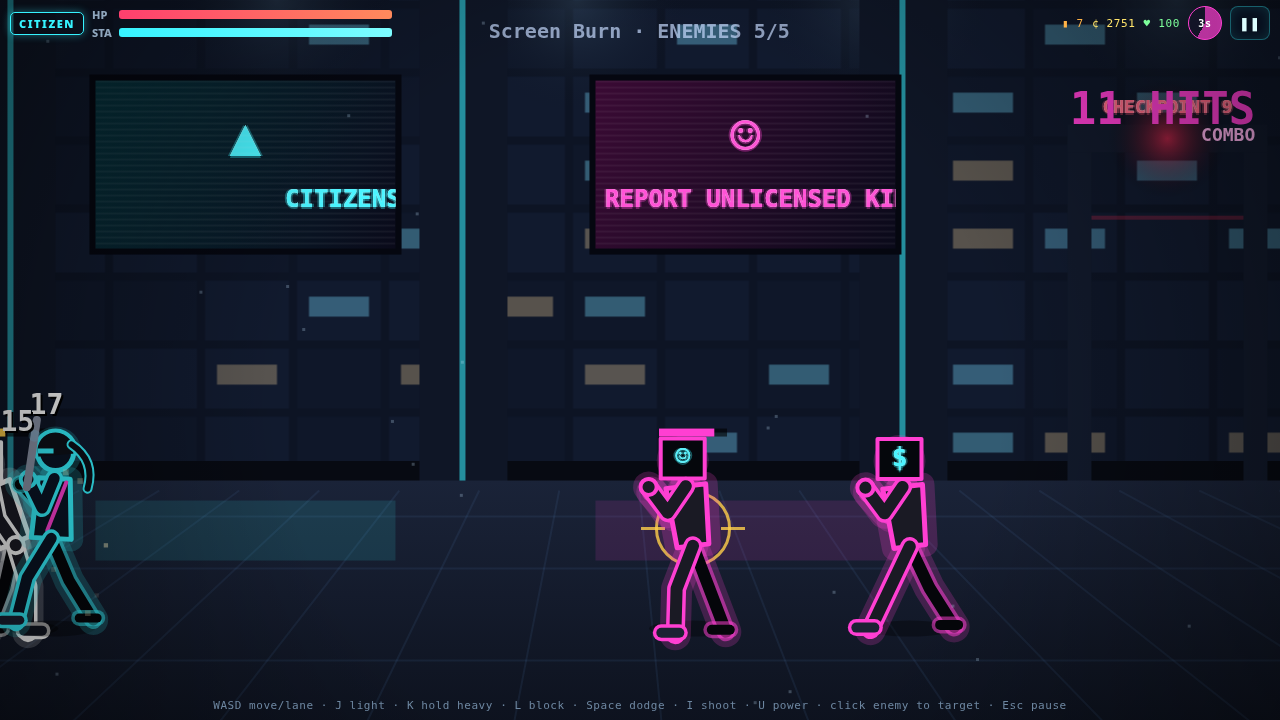 CITIZEN
HP
STA
Screen Burn · ENEMIES 5/5
7 ¢ 2751 ♥ 100
3s
11 HITS
CHECKPOINT 9
COMBO
CITIZENS
REPORT UNLICENSED KI
17
15
$
WASD move/lane · J light · K hold heavy · L block · Space dodge · I shoot · U power · click enemy to target · Esc pause